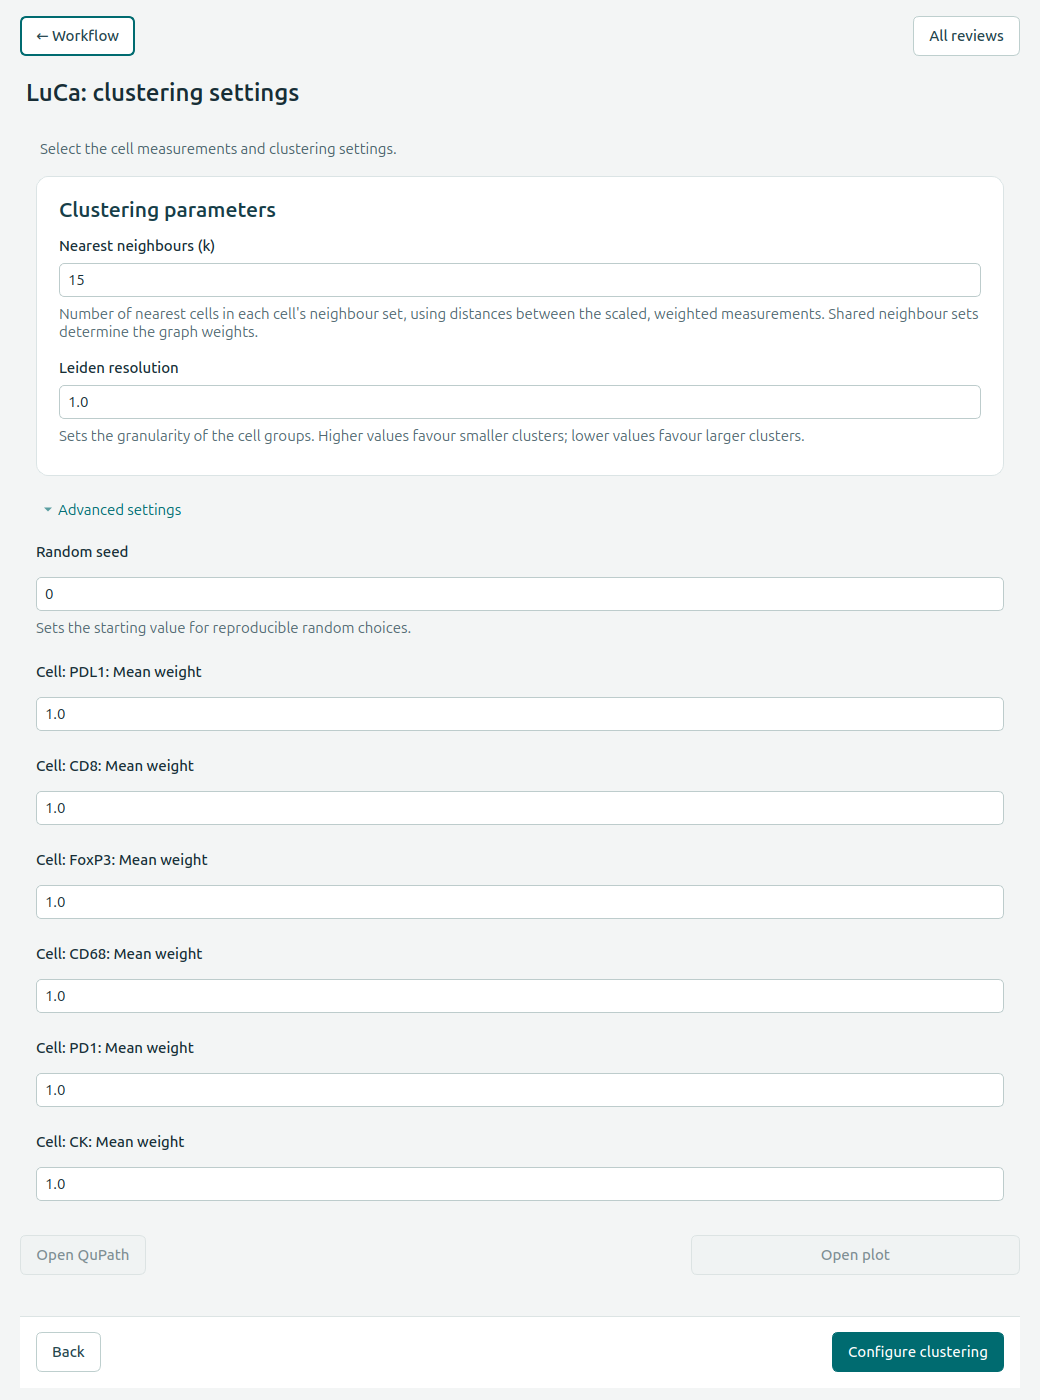 ← Workflow
All reviews
LuCa: clustering settings
Select the cell measurements and clustering settings.
Clustering parameters
Nearest neighbours (k)
15
Number of nearest cells in each cell's neighbour set, using distances between the scaled, weighted measurements. Shared neighbour sets
determine the graph weights.
Leiden resolution
1.0
Sets the granularity of the cell groups. Higher values favour smaller clusters; lower values favour larger clusters.
Advanced settings
Random seed
0
Sets the starting value for reproducible random choices.
Cell: PDL1: Mean weight
1.0
Cell: CD8: Mean weight
1.0
Cell: FoxP3: Mean weight
1.0
Cell: CD68: Mean weight
1.0
Cell: PD1: Mean weight
1.0
Cell: CK: Mean weight
1.0
Open QuPath
Open plot
Back
Configure clustering